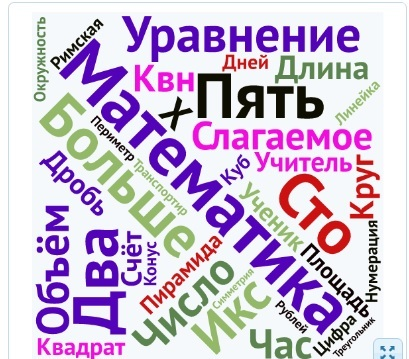 Окружность
Римская
Уравнение
Дней
Длина
Квн
Х
Пять
Линейка
Математика
Больше
Периметр
Слагаемое
Транспортир
Куб
Учитель
Дробь
Ученик
Сто
Круг
Объём
Два
Счёт
Конус
Пирамида
Площадь
Нумерация
Число
Симметрия
Икс
Рублей
Цифра
Треугольник
Квадрат
Час